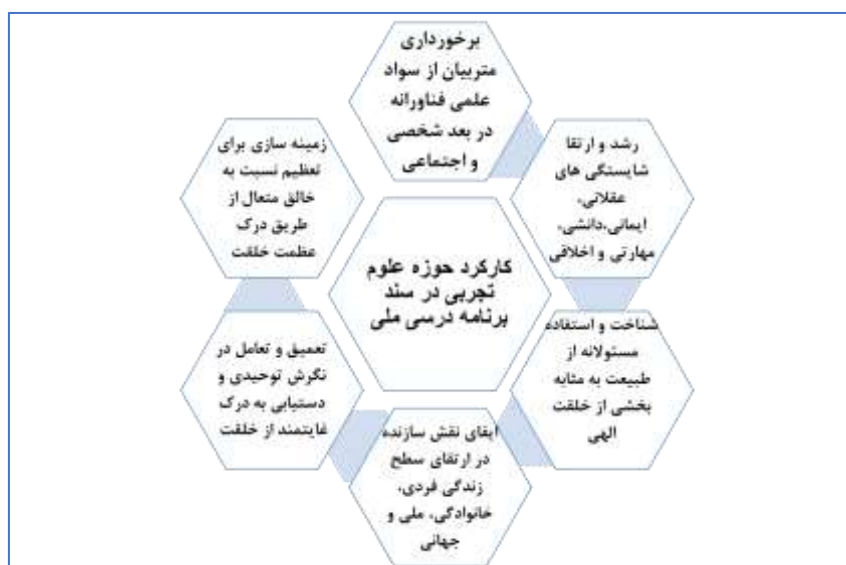 برخورداری
متربیان از سواد
علمی فناورانه
در بعد شخصی
و اجتماعی
رشد و ارتقا
شایستگی های
عقلانی،
ایمانی،دانشی،
مهارتی و اخلاقی
شناخت و استفاده
مسئولانه از
طبیعت به مثابه
بخشی از خلقت
الهی
ایفای نقش سازنده
در ارتقای سطح
زندگی فردی،
خانوادگی، ملی و
جهانی
تعمیق و تعامل در
نگرش توحیدی و
دستیابی به درک
غایتمند از خلقت
زمینه سازی برای
تعظیم نسبت به
خالق متعال از
طریق درک
عظمت خلقت
کارکرد حوزه علوم
تجربی در سند
برنامه درسی ملی